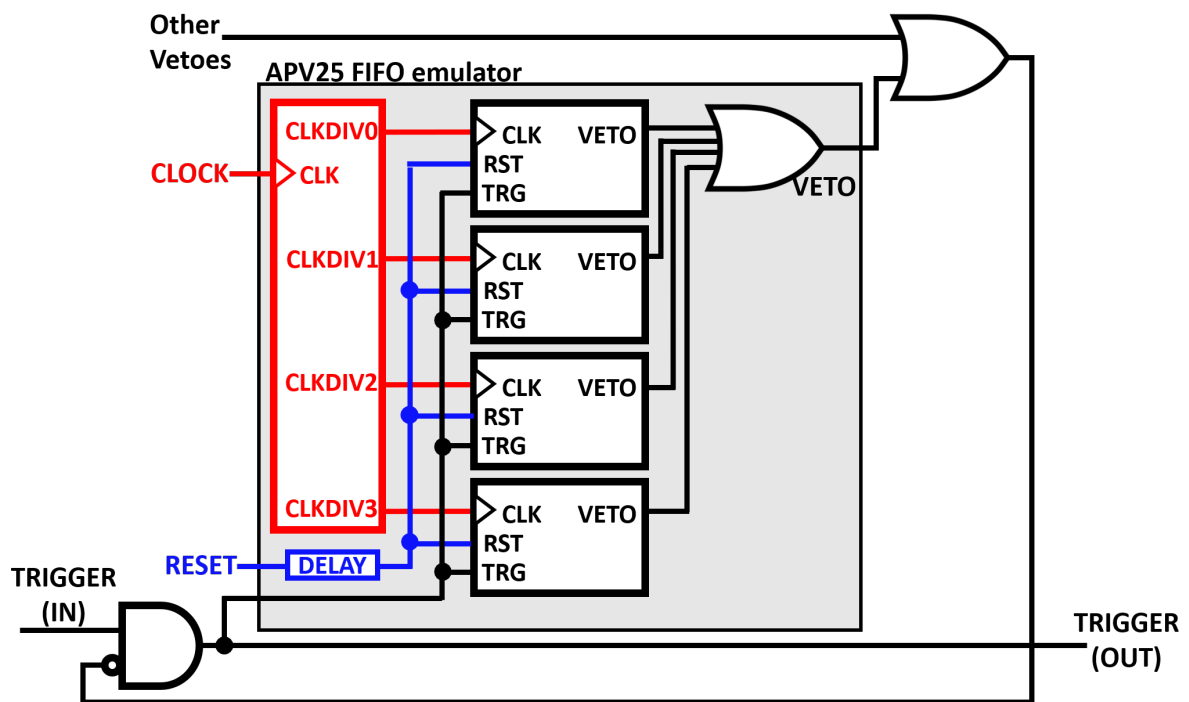 Other
Vetoes
APV25 FIFO emulator
CLOCK
CLKDIV0
CLK
CLKDIV1
CLKDIV2
CLKDIV3
CLK VETO
RST
TRG
CLK VETO
RST
TRG
CLK VETO
RST
TRG
CLK VETO
RST
TRG
VETO
RESET
DELAY
TRIGGER
(IN)
TRIGGER
(OUT)